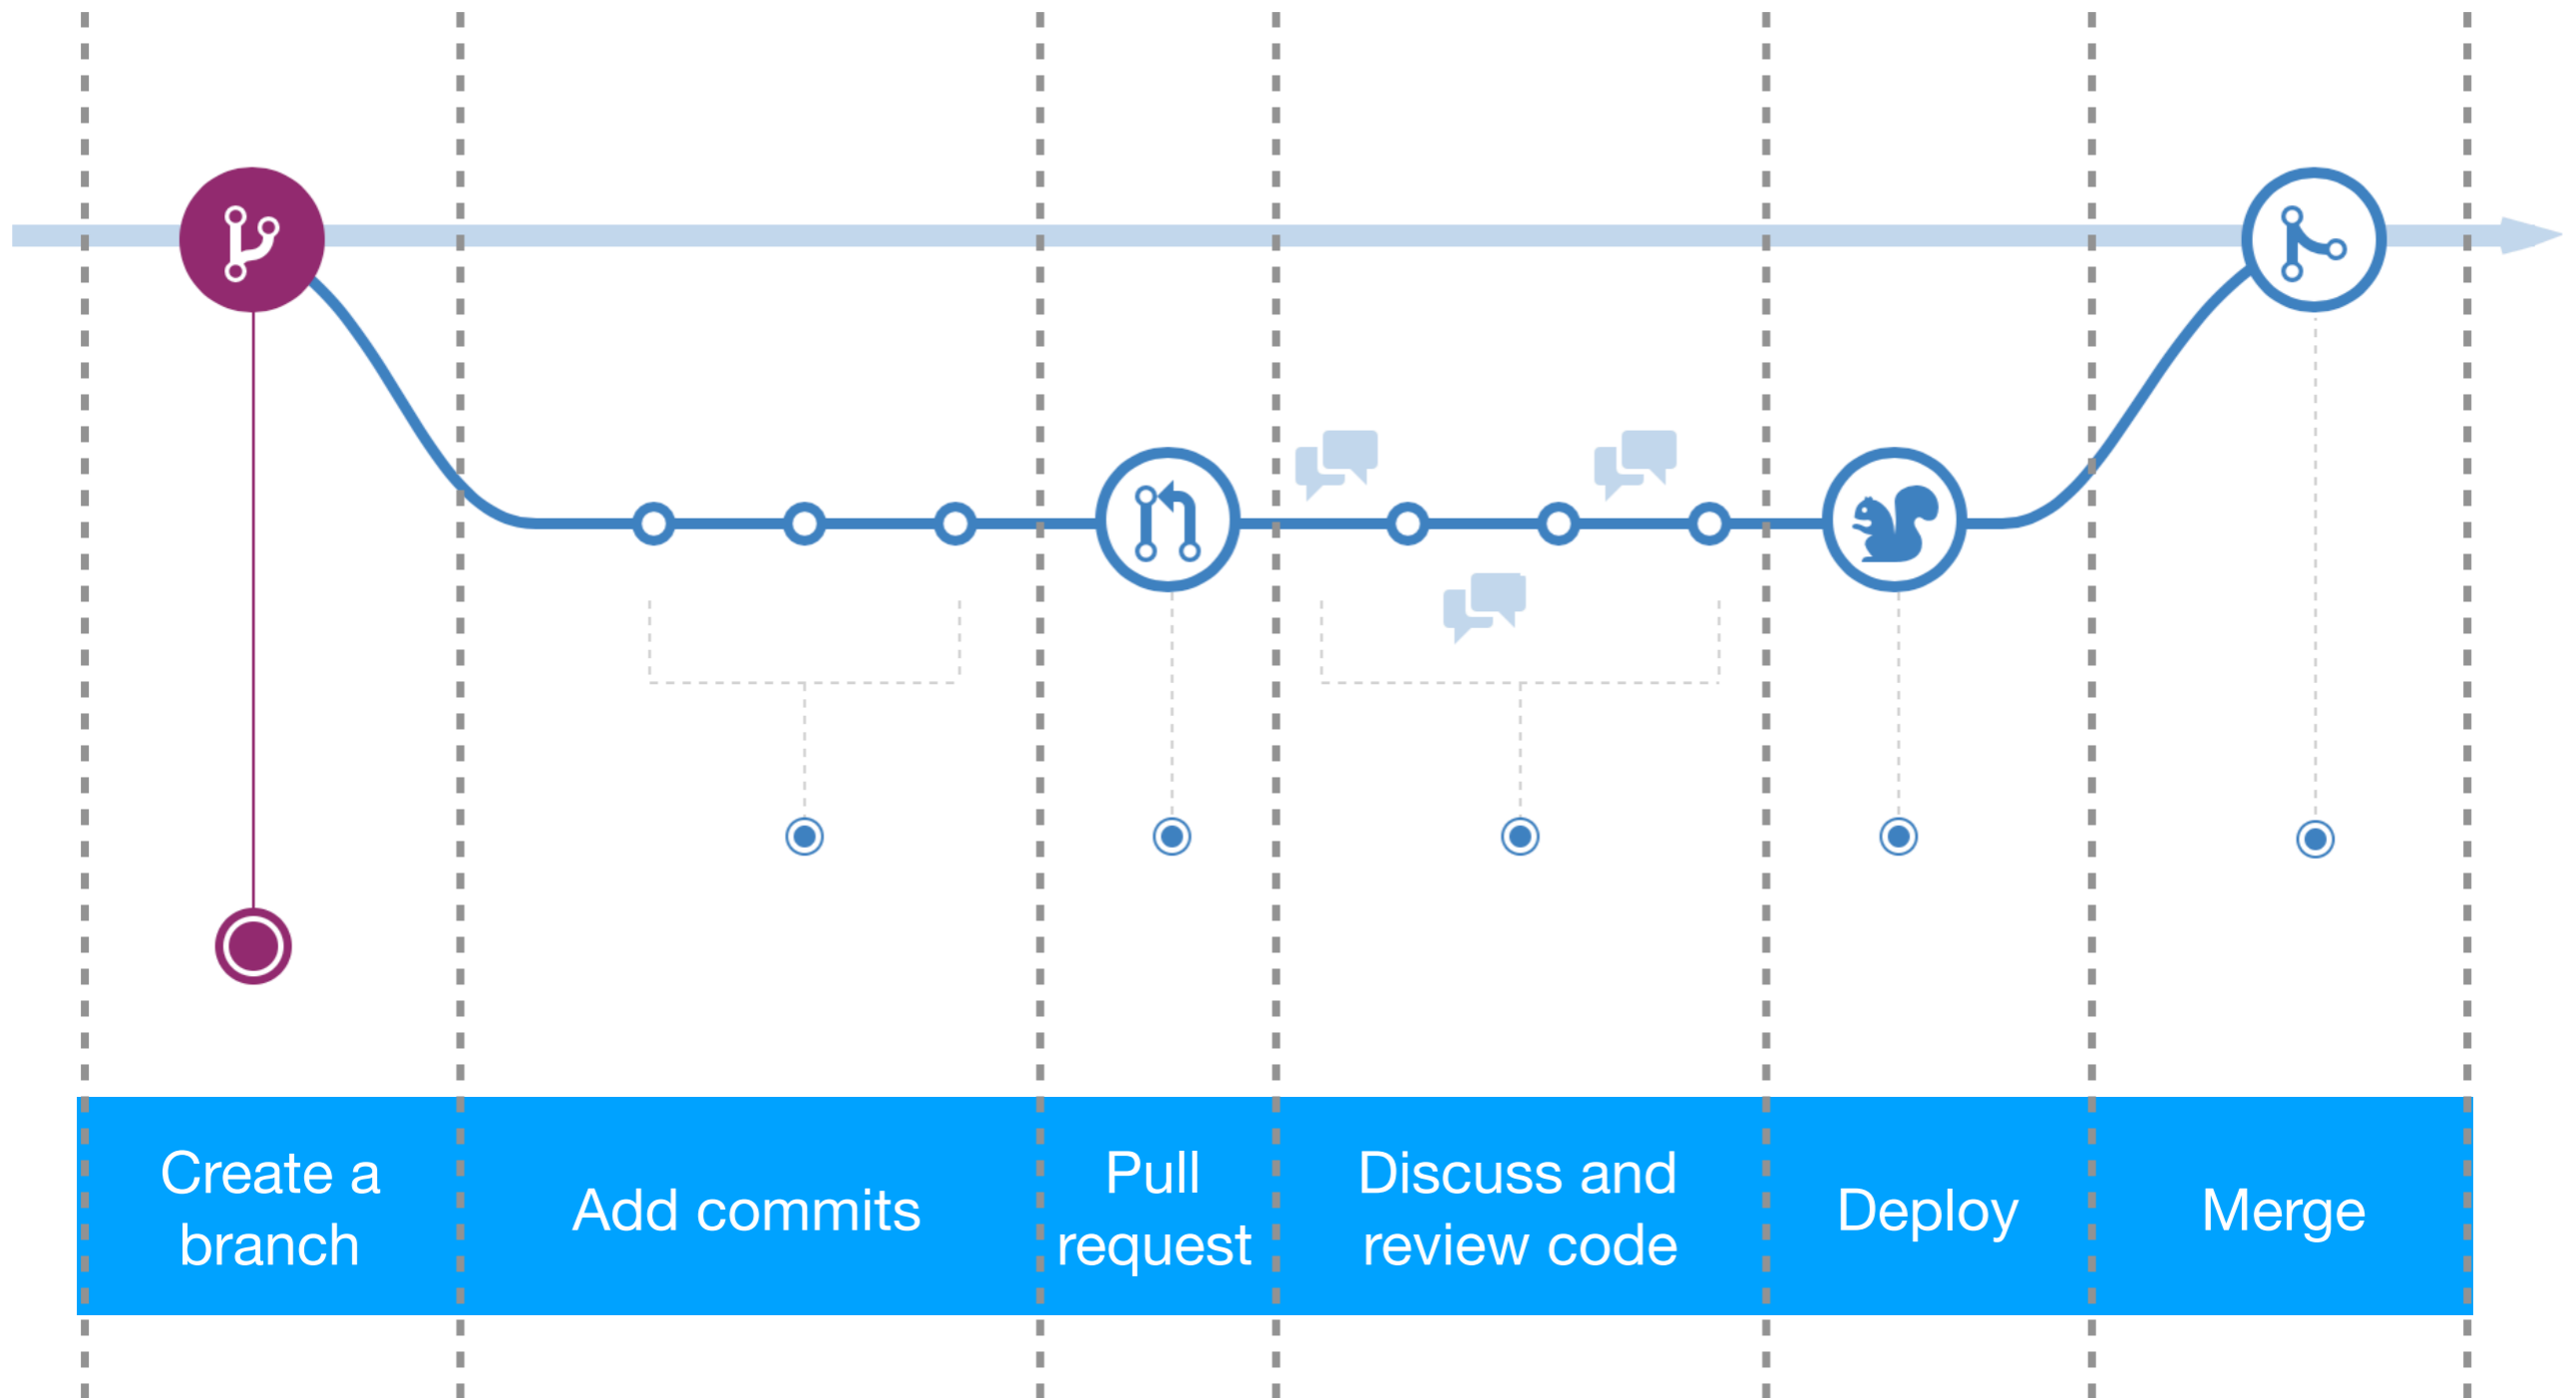 Create a
branch
Add commits
Pull
request
Discuss and
review code
Deploy
Merge